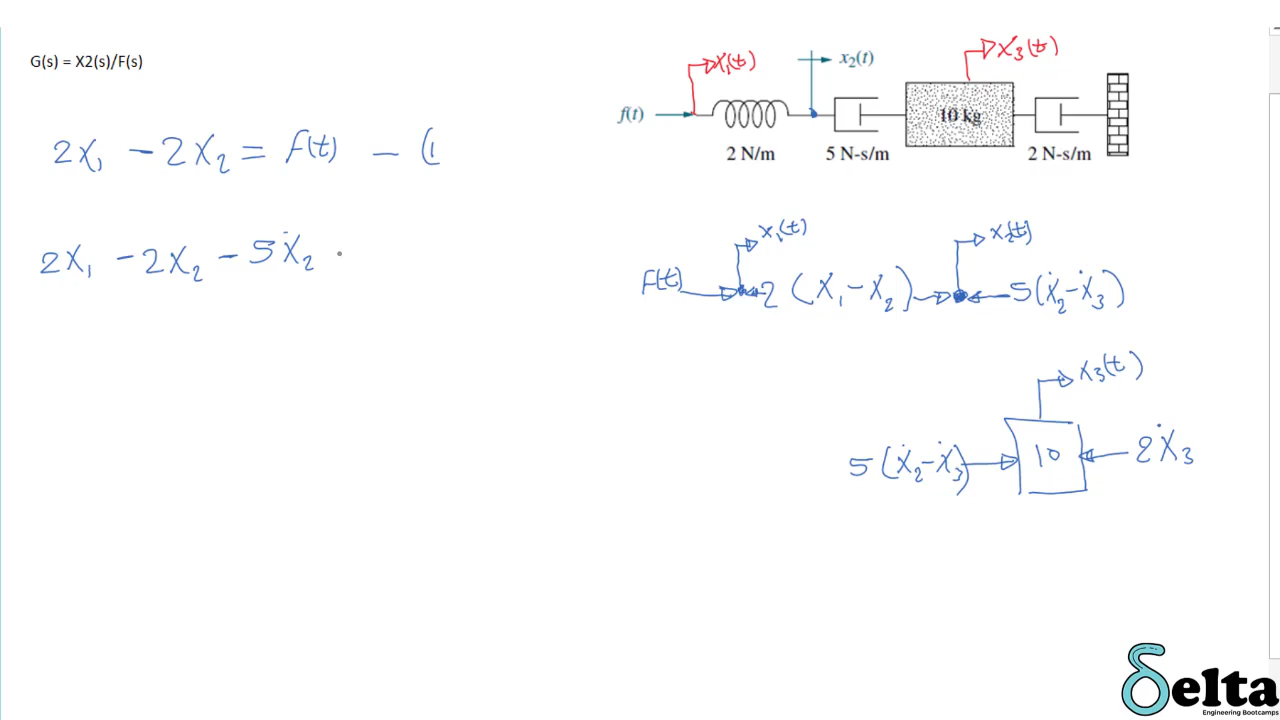 G(s) = X2(s)/F(s)
X₁(t)
x₂(t)
X₃(t)
f(t)
10 kg
2 N/m
5 N-s/m
2 N-s/m
2X₁ - 2X₂ = f(t) - (1
2X₁ - 2X₂ - 5Ẋ₂
X₁(t)
X₂(t)
F(t)
2 (X₁ - X₂)
5(Ẋ₂ - Ẋ₃)
X₃(t)
5(Ẋ₂ - Ẋ₃)
10
2Ẋ₃
δelta
Engineering Bootcamps